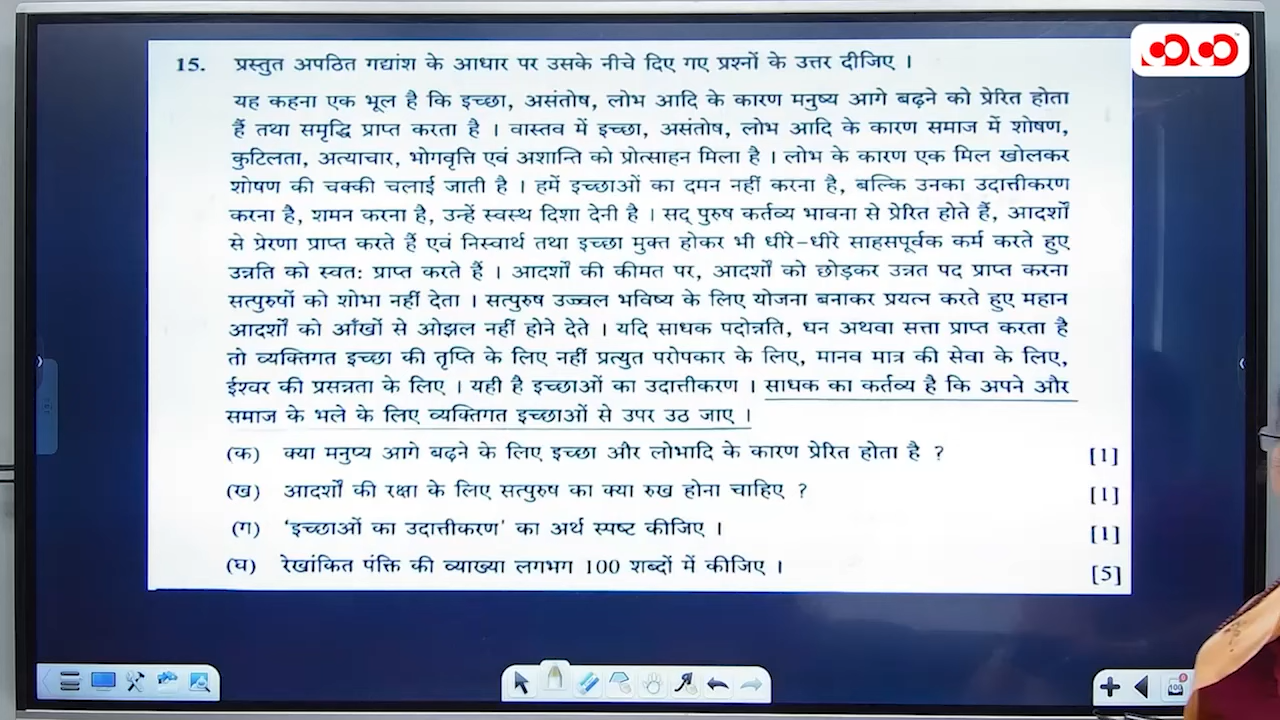 15. प्रस्तुत अपठित गद्यांश के आधार पर उसके नीचे दिए गए प्रश्नों के उत्तर दीजिए ।
यह कहना एक भूल है कि इच्छा, असंतोष, लोभ आदि के कारण मनुष्य आगे बढ़ने को प्रेरित होता
हैं तथा समृद्धि प्राप्त करता है । वास्तव में इच्छा, असंतोष, लोभ आदि के कारण समाज में शोषण,
कुटिलता, अत्याचार, भोगवृत्ति एवं अशान्ति को प्रोत्साहन मिला है । लोभ के कारण एक मिल खोलकर
शोषण की चक्की चलाई जाती है । हमें इच्छाओं का दमन नहीं करना है, बल्कि उनका उदात्तीकरण
करना है, शमन करना है, उन्हें स्वस्थ दिशा देनी है । सद् पुरुष कर्तव्य भावना से प्रेरित होते हैं, आदर्शों
से प्रेरणा प्राप्त करते हैं एवं निस्वार्थ तथा इच्छा मुक्त होकर भी धीरे-धीरे साहसपूर्वक कर्म करते हुए
उन्नति को स्वत: प्राप्त करते हैं । आदर्शों की कीमत पर, आदर्शों को छोड़कर उन्नत पद प्राप्त करना
सत्पुरुषों को शोभा नहीं देता । सत्पुरुष उज्वल भविष्य के लिए योजना बनाकर प्रयत्न करते हुए महान
आदर्शों को आँखों से ओझल नहीं होने देते । यदि साधक पदोन्नति, धन अथवा सत्ता प्राप्त करता है
तो व्यक्तिगत इच्छा की तृप्ति के लिए नहीं प्रत्युत परोपकार के लिए, मानव मात्र की सेवा के लिए,
ईश्वर की प्रसन्नता के लिए । यही है इच्छाओं का उदात्तीकरण । साधक का कर्तव्य है कि अपने और
समाज के भले के लिए व्यक्तिगत इच्छाओं से उपर उठ जाए ।
(क) क्या मनुष्य आगे बढ़ने के लिए इच्छा और लोभादि के कारण प्रेरित होता है ? [1]
(ख) आदर्शों की रक्षा के लिए सत्पुरुष का क्या रुख होना चाहिए ? [1]
(ग) 'इच्छाओं का उदात्तीकरण' का अर्थ स्पष्ट कीजिए । [1]
(घ) रेखांकित पंक्ति की व्याख्या लगभग 100 शब्दों में कीजिए । [5]